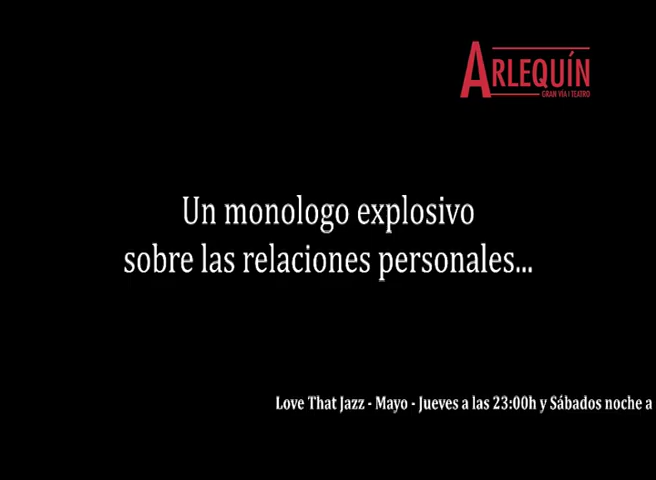 ARLEQUÍN
GRAN VÍA | TEATRO
Un monologo explosivo
sobre las relaciones personales...
Love That Jazz - Mayo - Jueves a las 23:00h y Sábados noche a